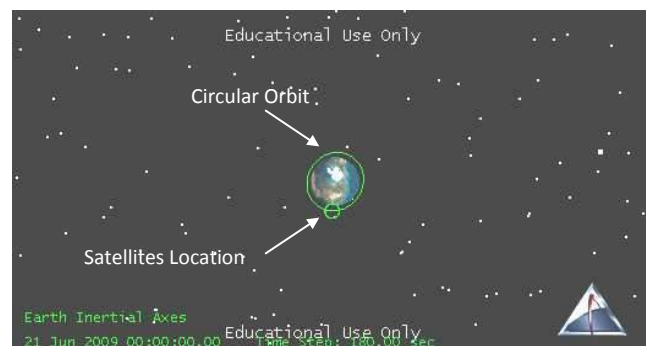 Educational Use Only
Circular Orbit
Satellites Location
Earth Inertial Axes
Educational Use Only
21 Jun 2009 00:00:00.00 Time Step: 180.00 sec